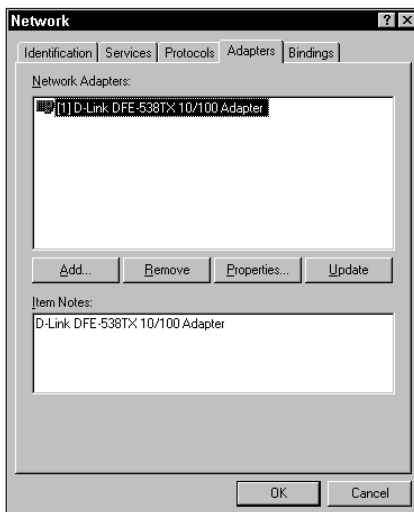 Network
Identification Services Protocols Adapters Bindings
Network Adapters:
[1] D-Link DFE-538TX 10/100 Adapter
Add... Remove Properties... Update
Item Notes:
D-Link DFE-538TX 10/100 Adapter
OK Cancel